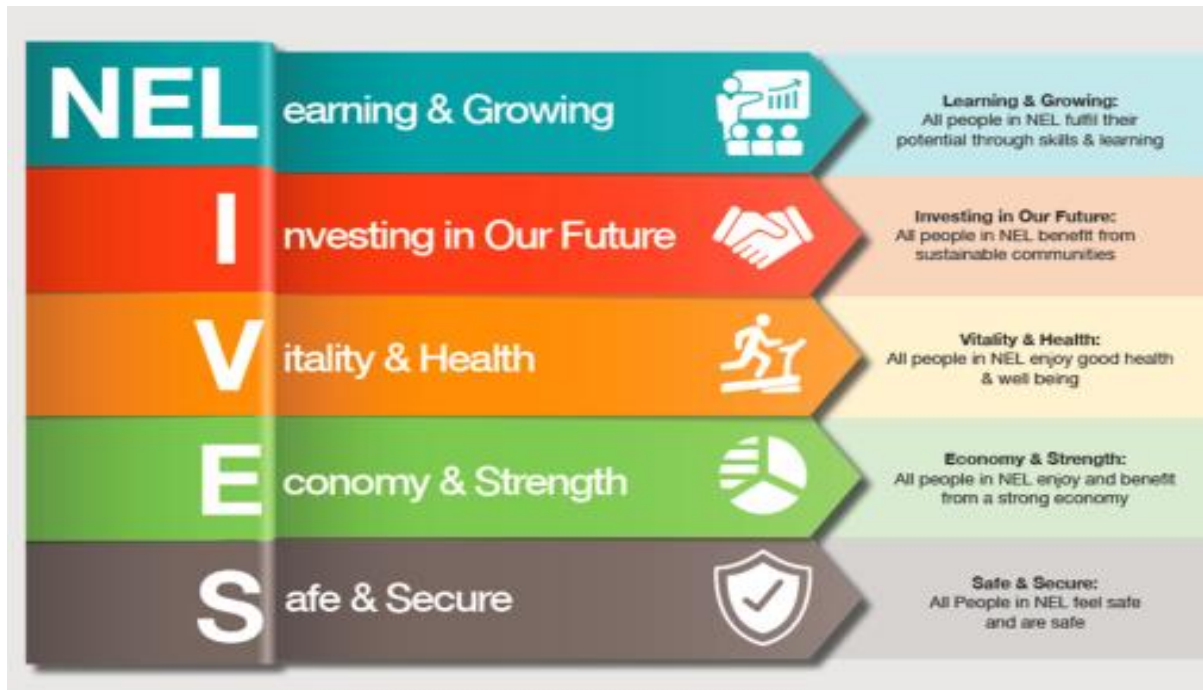 NEL earning & Growing
Learning & Growing:
All people in NEL fulfil their
potential through skills & learning
I nvesting in Our Future
Investing in Our Future:
All people in NEL benefit from
sustainable communities
V itality & Health
Vitality & Health:
All people in NEL enjoy good health
& well being
E conomy & Strength
Economy & Strength:
All people in NEL enjoy and benefit
from a strong economy
S afe & Secure
Safe & Secure:
All People in NEL feel safe
and are safe